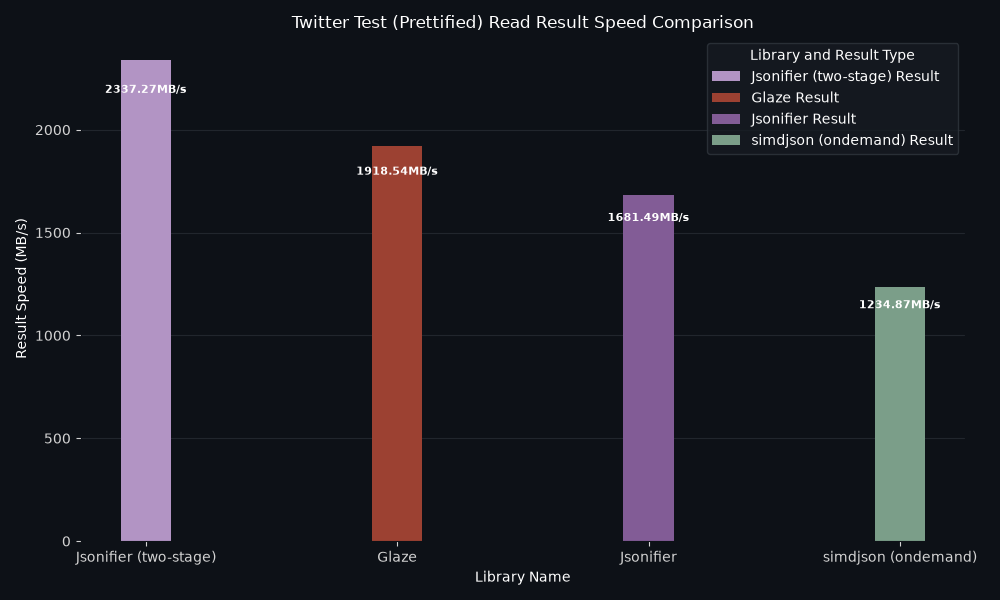 Twitter Test (Prettified) Read Result Speed Comparison
Library and Result Type
Jsonifier (two-stage) Result
Glaze Result
Jsonifier Result
simdjson (ondemand) Result
2337.27MB/s
1918.54MB/s
1681.49MB/s
1234.87MB/s
Result Speed (MB/s)
2000
1500
1000
500
0
Jsonifier (two-stage)
Glaze
Jsonifier
simdjson (ondemand)
Library Name